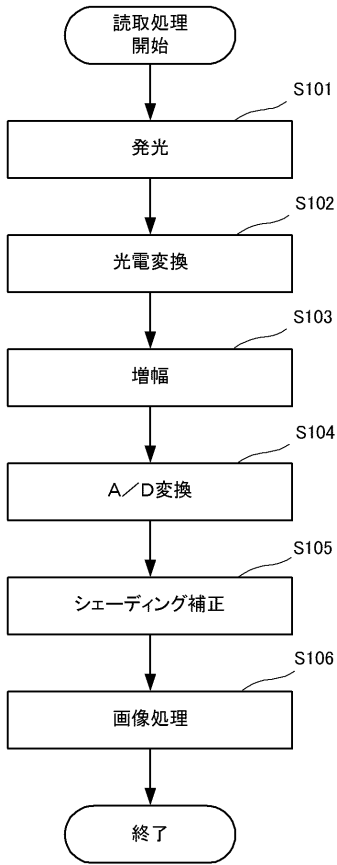 読取処理
開始
S101
発光
S102
光電変換
S103
増幅
S104
A／D変換
S105
シェーディング補正
S106
画像処理
終了